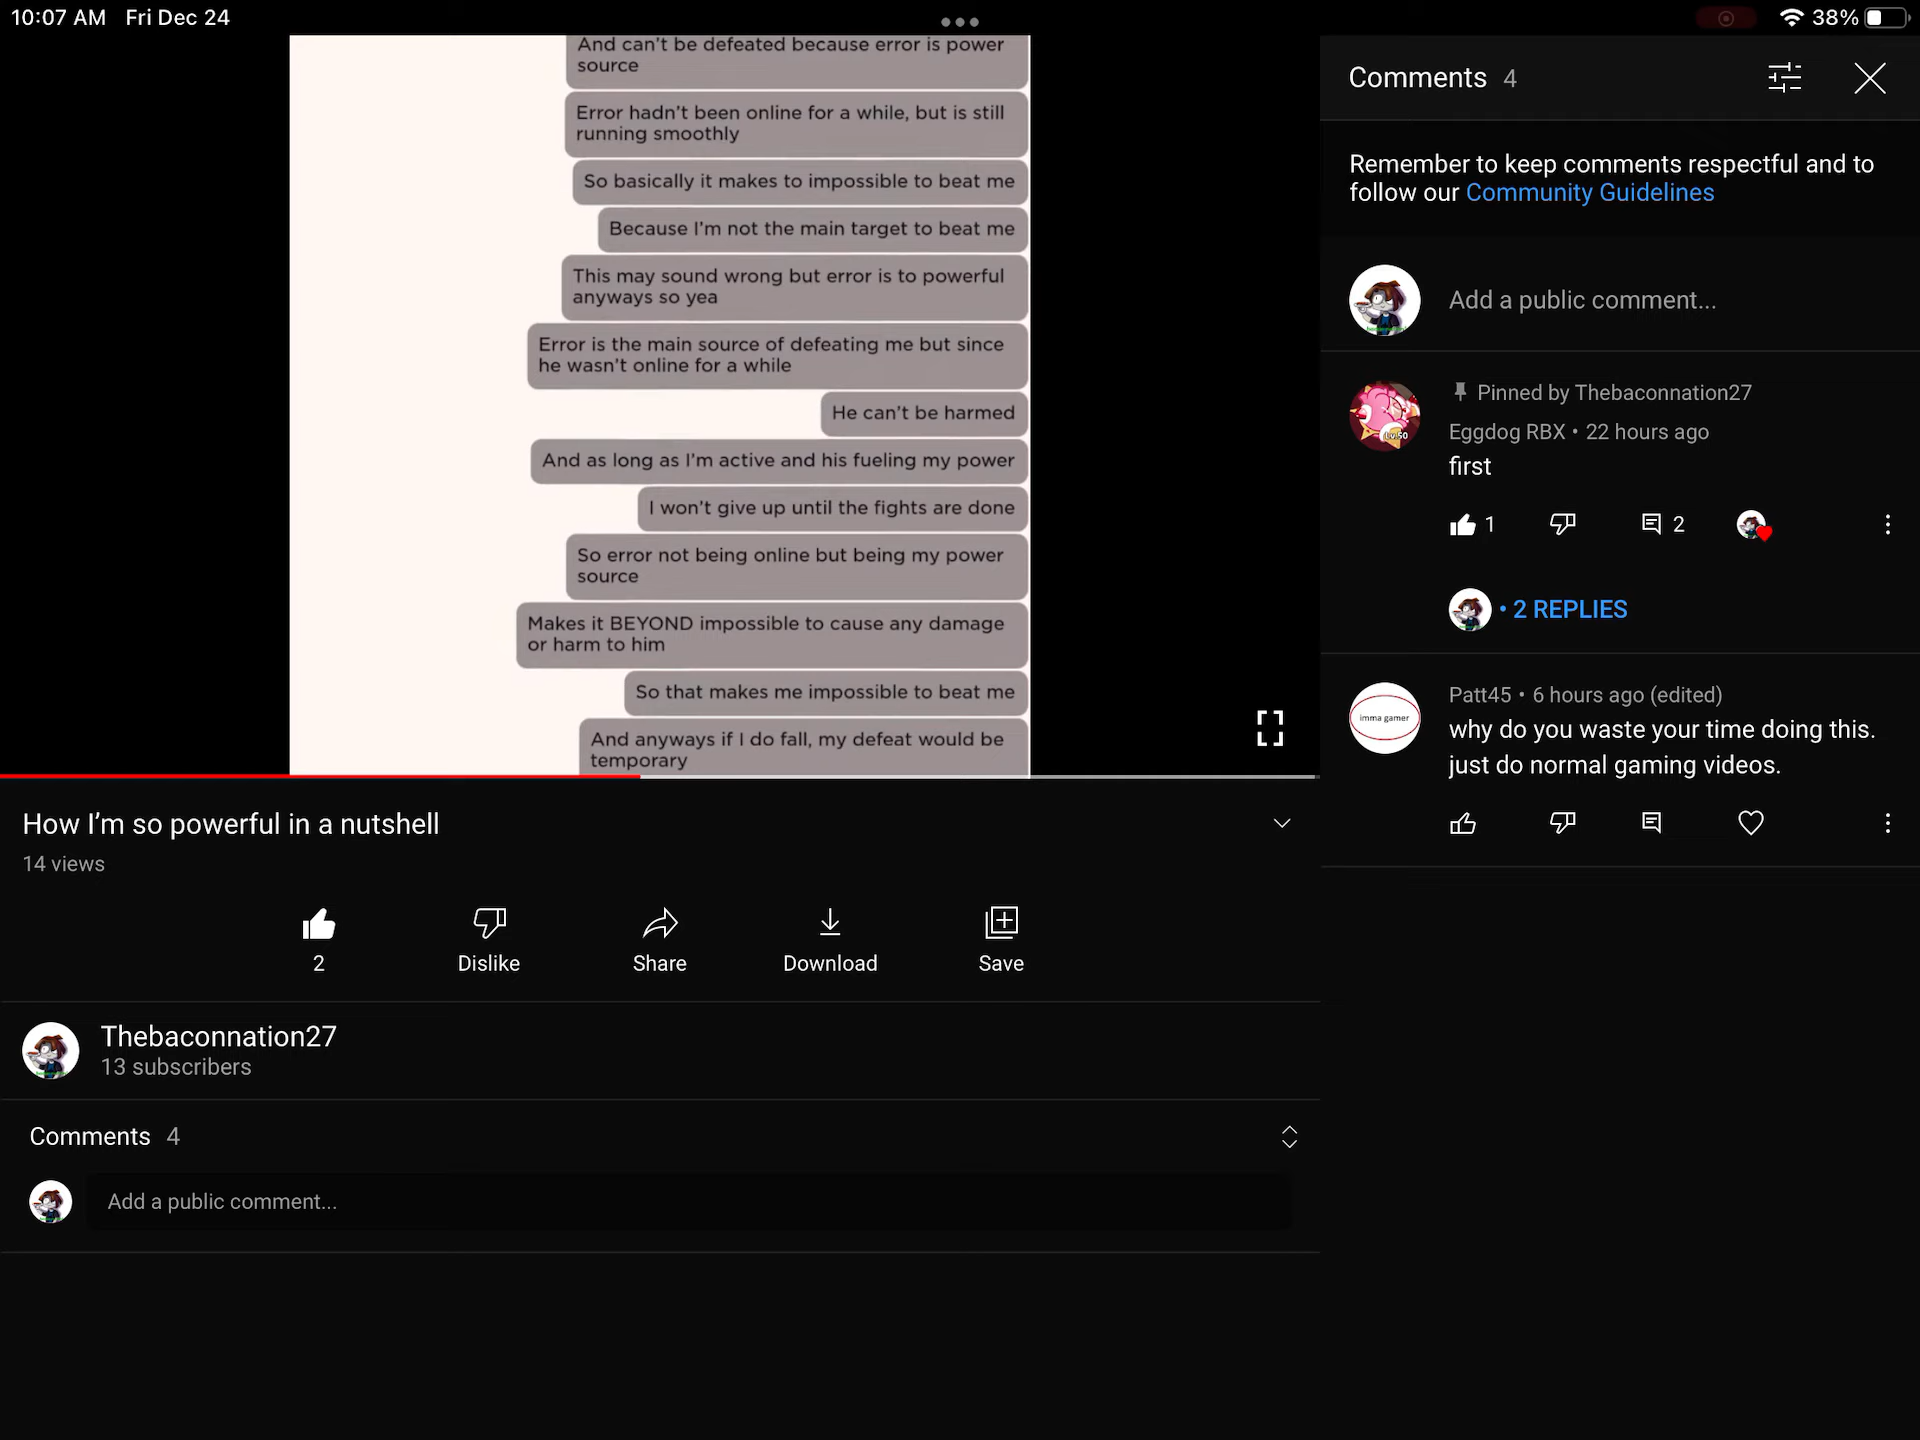 10:07 AM Fri Dec 24
38%
And can't be defeated because error is power
source
Error hadn't been online for a while, but is still
running smoothly
So basically it makes to impossible to beat me
Because I'm not the main target to beat me
This may sound wrong but error is to powerful
anyways so yea
Error is the main source of defeating me but since
he wasn't online for a while
He can't be harmed
And as long as I'm active and his fueling my power
I won't give up until the fights are done
So error not being online but being my power
source
Makes it BEYOND impossible to cause any damage
or harm to him
So that makes me impossible to beat me
And anyways if I do fall, my defeat would be
temporary
How I'm so powerful in a nutshell
14 views
2
Dislike
Share
Download
Save
Thebaconnation27
13 subscribers
Comments 4
Add a public comment...
Comments 4
Remember to keep comments respectful and to
follow our Community Guidelines
Add a public comment...
Pinned by Thebaconnation27
Eggdog RBX • 22 hours ago
first
1
2
• 2 REPLIES
Lv.50
imma gamer
Patt45 • 6 hours ago (edited)
why do you waste your time doing this.
just do normal gaming videos.